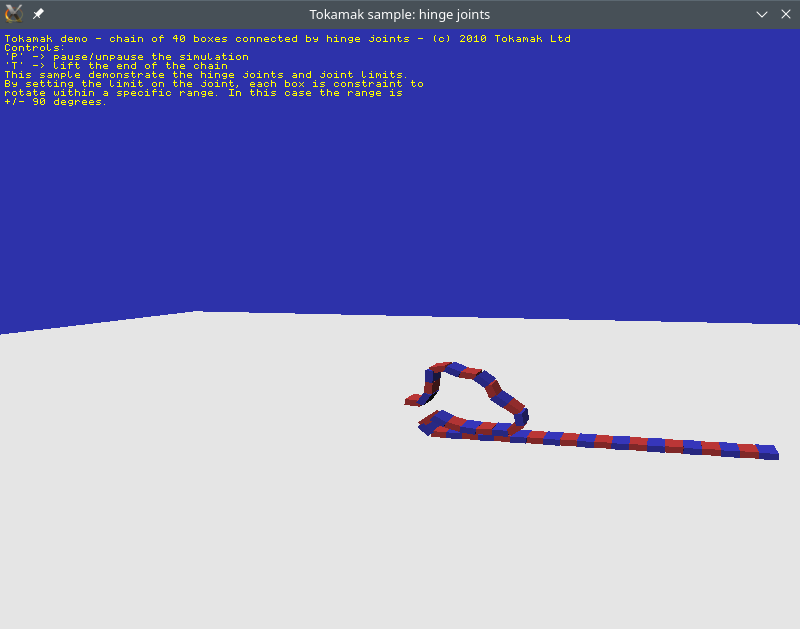 Tokamak sample: hinge joints
Tokamak demo - chain of 40 boxes connected by hinge joints - (c) 2010 Tokamak Ltd
Controls:
'P' -> pause/unpause the simulation
'T' -> lift the end of the chain
This sample demonstrate the hinge joints and joint limits.
By setting the limit on the joint, each box is constraint to
rotate within a specific range. In this case the range is
+/- 90 degrees.